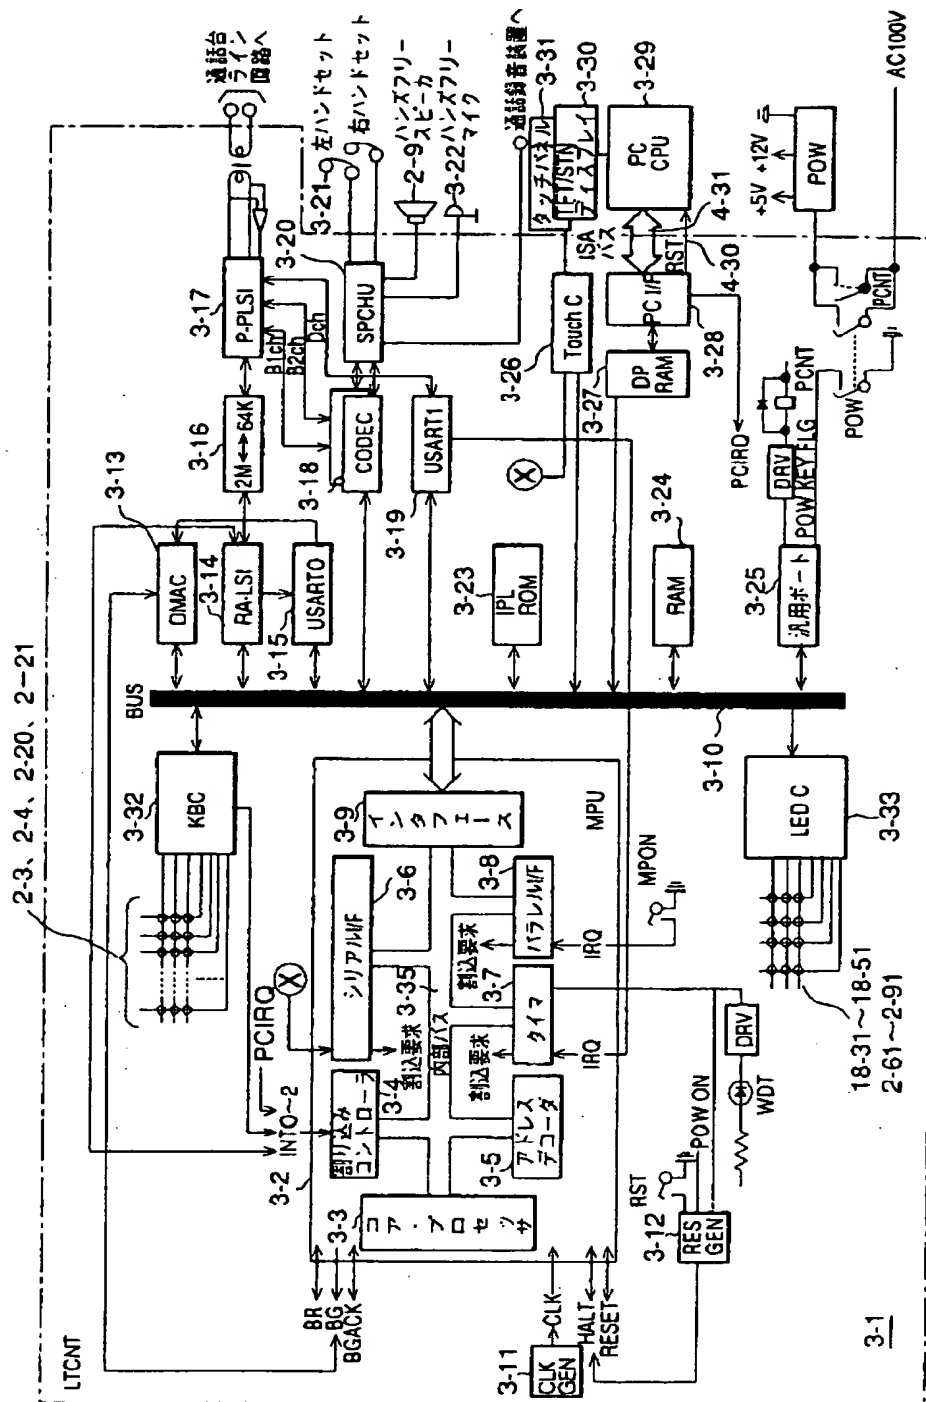 LTCNT
2-3、2-4、2-20、2-21
3-32
KBC
BUS
3-13
DMAC
3-14
RA-LSI
3-15
USART0
3-16
2M↔64K
3-17
P-PLSI
通話台
ライン
回路へ
B1ch
B2ch
Dch
3-18
CODEC
3-19
USART1
3-20
SPCHU
3-21
左ハンドセット
右ハンドセット
2-9
ハンズフリー
スピーカ
3-22
ハンズフリー
マイク
通話録音装置へ
3-31
タッチパネル
3-30
TFT/STN
ディスプレイ
3-29
PC
CPU
3-26
Touch C
ISA
バス
4-31
RST
4-30
PC I/F
3-28
3-27
DP
RAM
3-23
IPL
ROM
3-24
RAM
PCIRQ
3-25
汎用ポート
DRV
POW KEY FLG
PCNT
POW
PCNT
+5V
+12V
POW
AC100V
3-10
LED C
3-33
18-31～18-51
2-61～2-91
PCIRQ
INT0～2
3-2
MPU
3-3
コア・プロセッサ
3-4
割り込み
コントローラ
3-5
アドレス
デコーダ
3-6
シリアルI/F
3-7
タイマ
3-8
パラレルI/F
3-9
インタフェース
割込要求
3-35
内部バス
割込要求
割込要求
IRQ
IRQ
MPON
BR
BG
BGACK
CLK
3-11
CLK
GEN
HALT
RESET
3-12
RES
GEN
RST
POW ON
WDT
DRV
3-1